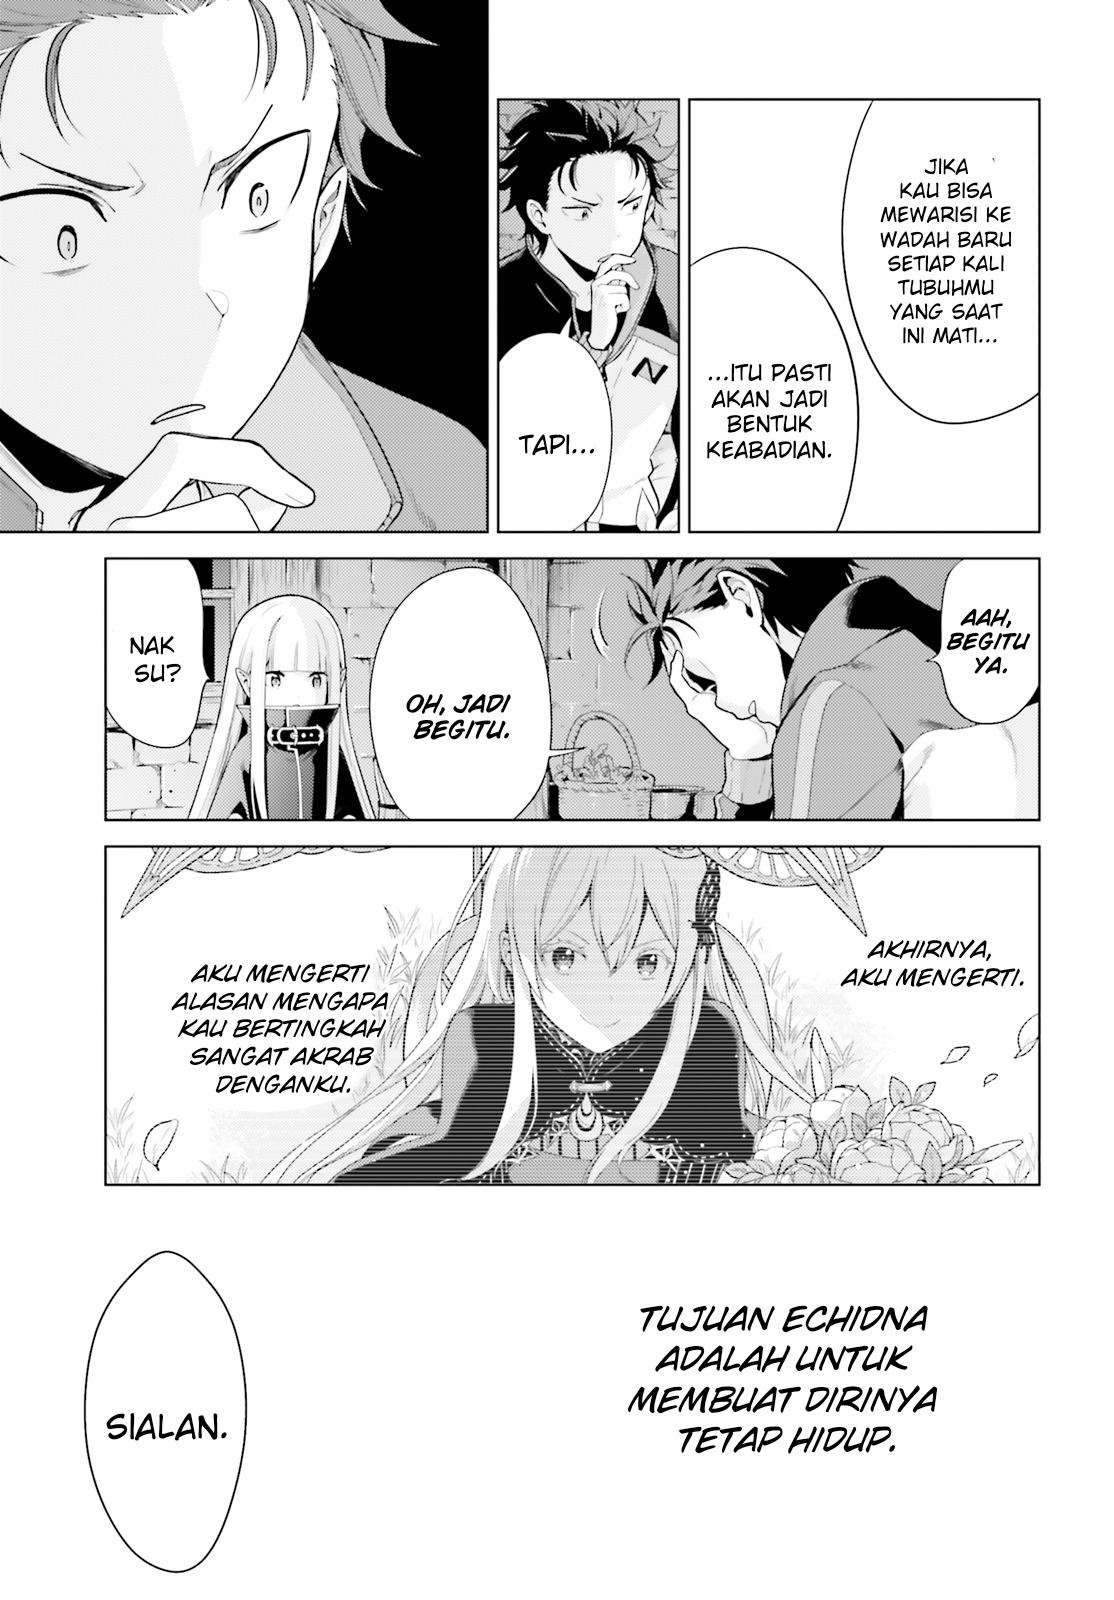 JIKA
KAU BISA
MEWARISI KE
WADAH BARU
SETIAP KALI
TUBUHMU
YANG SAAT
INI MATI...
...ITU PASTI
AKAN JADI
BENTUK
KEABADIAN.
TAPI...
N
AAH,
BEGITU
YA.
OH, JADI
BEGITU.
NAK
SU?
AKHIRNYA,
AKU MENGERTI.
AKU MENGERTI
ALASAN MENGAPA
KAU BERTINGKAH
SANGAT AKRAB
DENGANKU.
TUJUAN ECHIDNA
ADALAH UNTUK
MEMBUAT DIRINYA
TETAP HIDUP.
SIALAN.